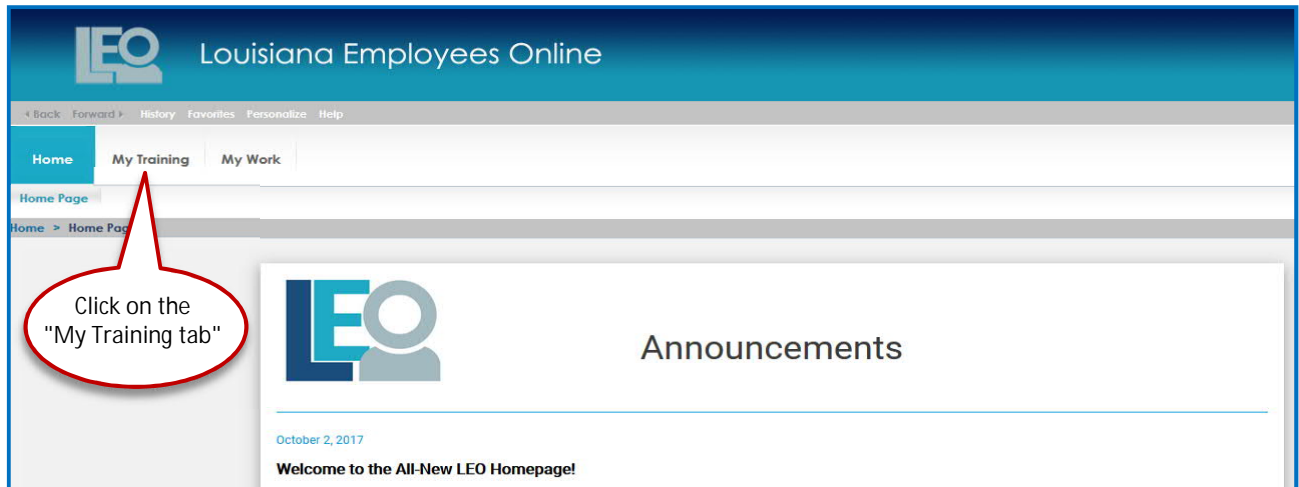 LEO Louisiana Employees Online
Back Forward History Favorites Personalize Help
Home My Training My Work
Home Page
Home > Home Pag
Click on the
"My Training tab"
LEO
Announcements
October 2, 2017
Welcome to the All-New LEO Homepage!